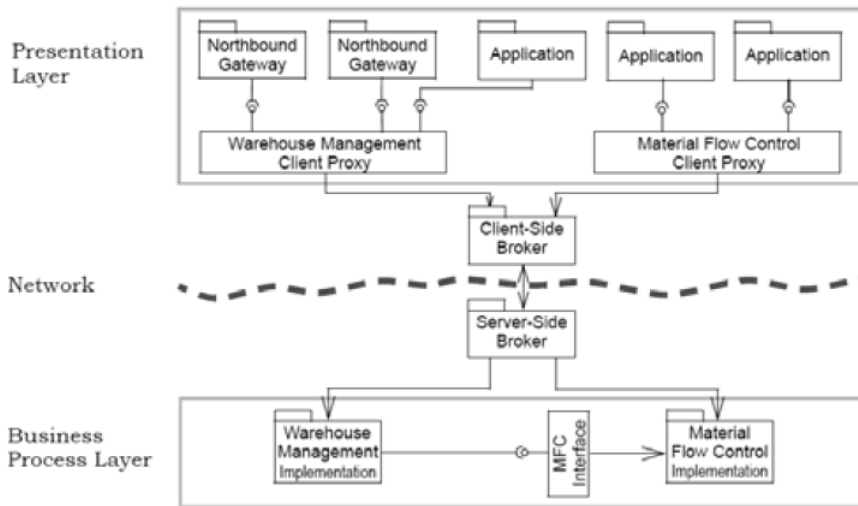 Presentation
Layer
Northbound
Gateway
Northbound
Gateway
Application
Application
Application
Warehouse Management
Client Proxy
Material Flow Control
Client Proxy
Client-Side
Broker
Network
Server-Side
Broker
Business
Process Layer
Warehouse
Management
Implementation
MFC
Interface
Material
Flow Control
Implementation